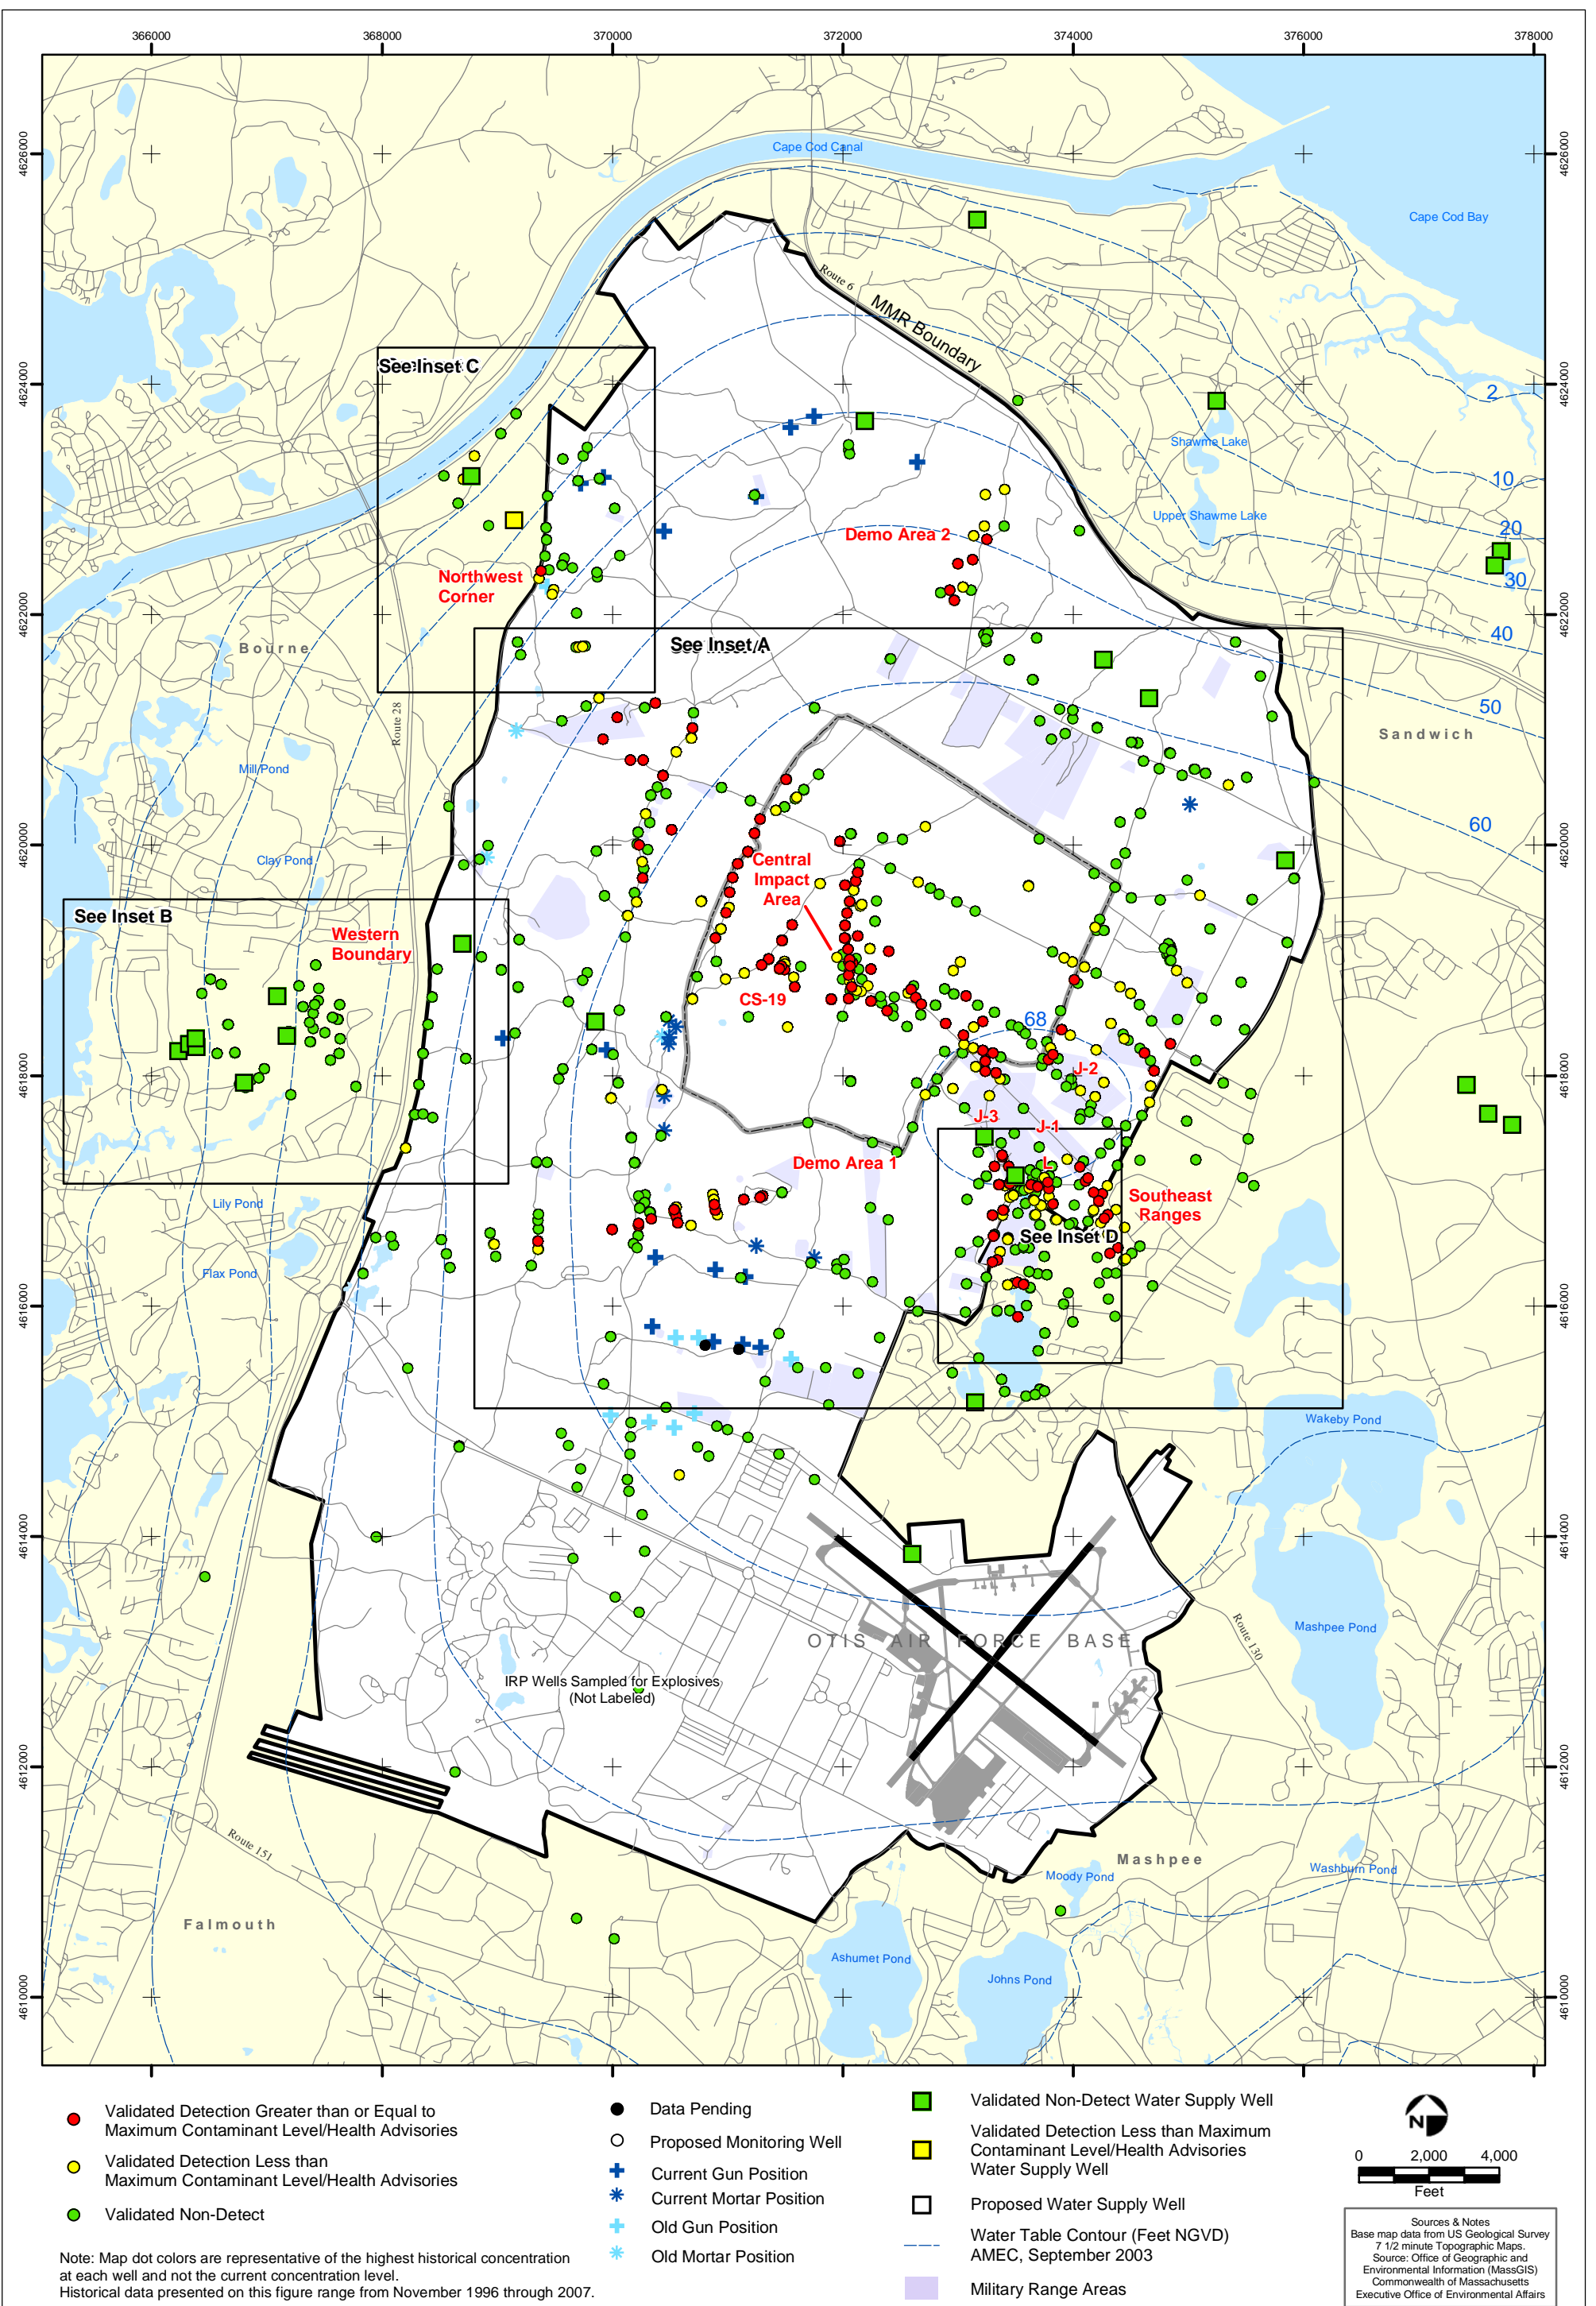 366000
368000
370000
372000
374000
376000
378000
4626000
4626000
Cape Cod Canal
Cape Cod Bay
Route 6
MMR Boundary
See Inset C
4624000
4624000
2
Shawme Lake
10
Upper Shawme Lake
20
Demo Area 2
30
Northwest
Corner
4622000
4622000
40
See Inset A
Bourne
50
Route 28
Sandwich
Mill Pond
60
4620000
4620000
Clay Pond
Central
Impact
Area
See Inset B
Western
Boundary
CS-19
68
4618000
4618000
J-2
J-3
J-1
Demo Area 1
L
Southeast
Ranges
Lily Pond
See Inset D
Flax Pond
4616000
4616000
Wakeby Pond
4614000
4614000
Route 130
Mashpee Pond
OTIS AIR FORCE BASE
IRP Wells Sampled for Explosives
(Not Labeled)
4612000
4612000
Route 151
Mashpee
Moody Pond
Washburn Pond
Falmouth
Ashumet Pond
Johns Pond
4610000
4610000
Validated Detection Greater than or Equal to
Maximum Contaminant Level/Health Advisories
Validated Detection Less than
Maximum Contaminant Level/Health Advisories
Validated Non-Detect
Note: Map dot colors are representative of the highest historical concentration
at each well and not the current concentration level.
Historical data presented on this figure range from November 1996 through 2007.
Data Pending
Proposed Monitoring Well
Current Gun Position
Current Mortar Position
Old Gun Position
Old Mortar Position
Validated Non-Detect Water Supply Well
Validated Detection Less than Maximum
Contaminant Level/Health Advisories
Water Supply Well
Proposed Water Supply Well
Water Table Contour (Feet NGVD)
AMEC, September 2003
Military Range Areas
N
0 2,000 4,000
Feet
Sources & Notes
Base map data from US Geological Survey
7 1/2 minute Topographic Maps.
Source: Office of Geographic and
Environmental Information (MassGIS)
Commonwealth of Massachusetts
Executive Office of Environmental Affairs